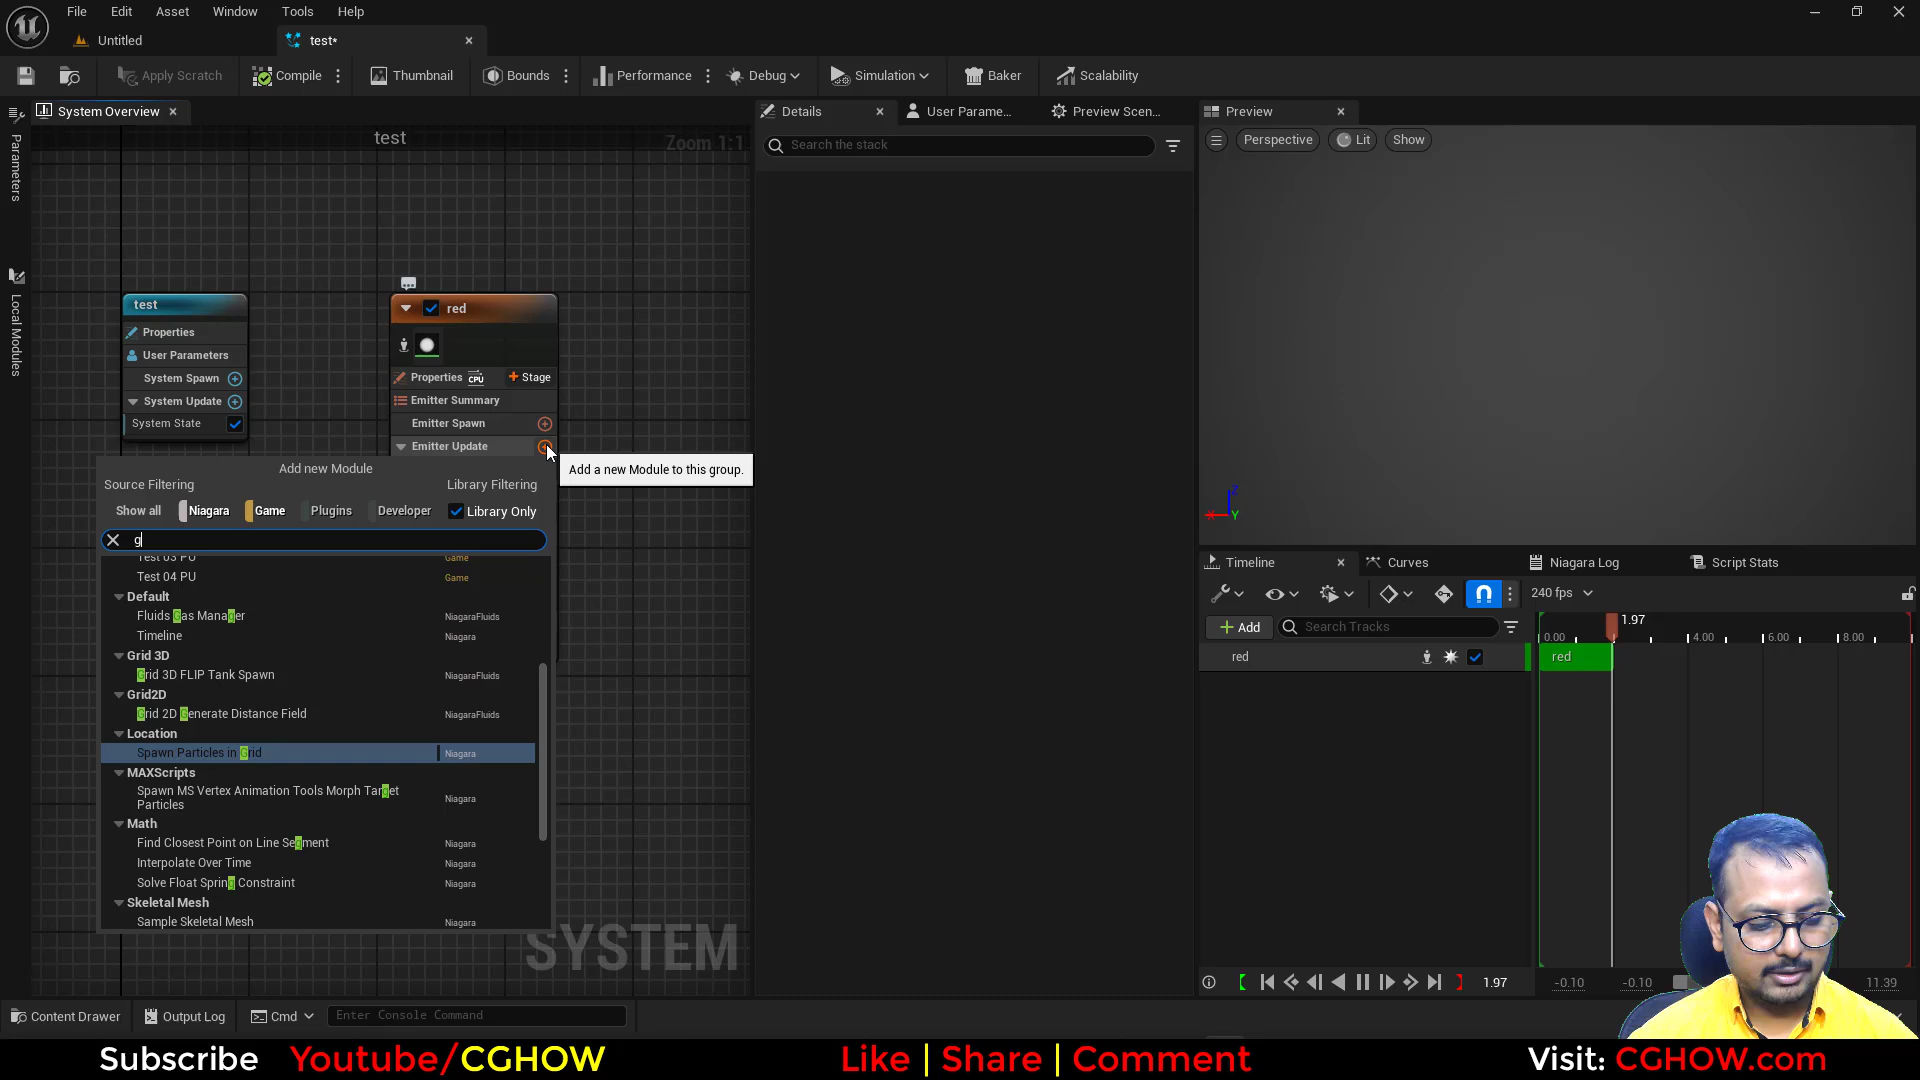 File Edit Asset Window Tools Help
Untitled test*
Apply Scratch Compile Thumbnail Bounds Performance Debug Simulation Baker Scalability
System Overview Details User Parame... Preview Scen... Preview
test Zoom 1:1 Search the stack Perspective Lit Show
Parameters
Local Modules
test
Properties
User Parameters
System Spawn
System Update
System State
red
Properties CPU Stage
Emitter Summary
Emitter Spawn
Emitter Update
Add a new Module to this group.
Add new Module
Source Filtering Library Filtering
Show all Niagara Game Plugins Developer Library Only
g
Test 03 PU Game
Test 04 PU Game
Default
Fluids Gas Manager NiagaraFluids
Timeline Niagara
Grid 3D
Grid 3D FLIP Tank Spawn NiagaraFluids
Grid2D
Grid 2D Generate Distance Field NiagaraFluids
Location
Spawn Particles in Grid Niagara
MAXScripts
Spawn MS Vertex Animation Tools Morph Target
Particles Niagara
Math
Find Closest Point on Line Segment Niagara
Interpolate Over Time Niagara
Solve Float Spring Constraint Niagara
Skeletal Mesh
Sample Skeletal Mesh Niagara
SYSTEM
Z
X Y
Timeline Curves Niagara Log Script Stats
240 fps
Add Search Tracks 1.97
0.00 4.00 6.00 8.00
red red
1.97 -0.10 -0.10 11.39
Content Drawer Output Log Cmd Enter Console Command
Subscribe Youtube/CGHOW Like | Share | Comment Visit: CGHOW.com